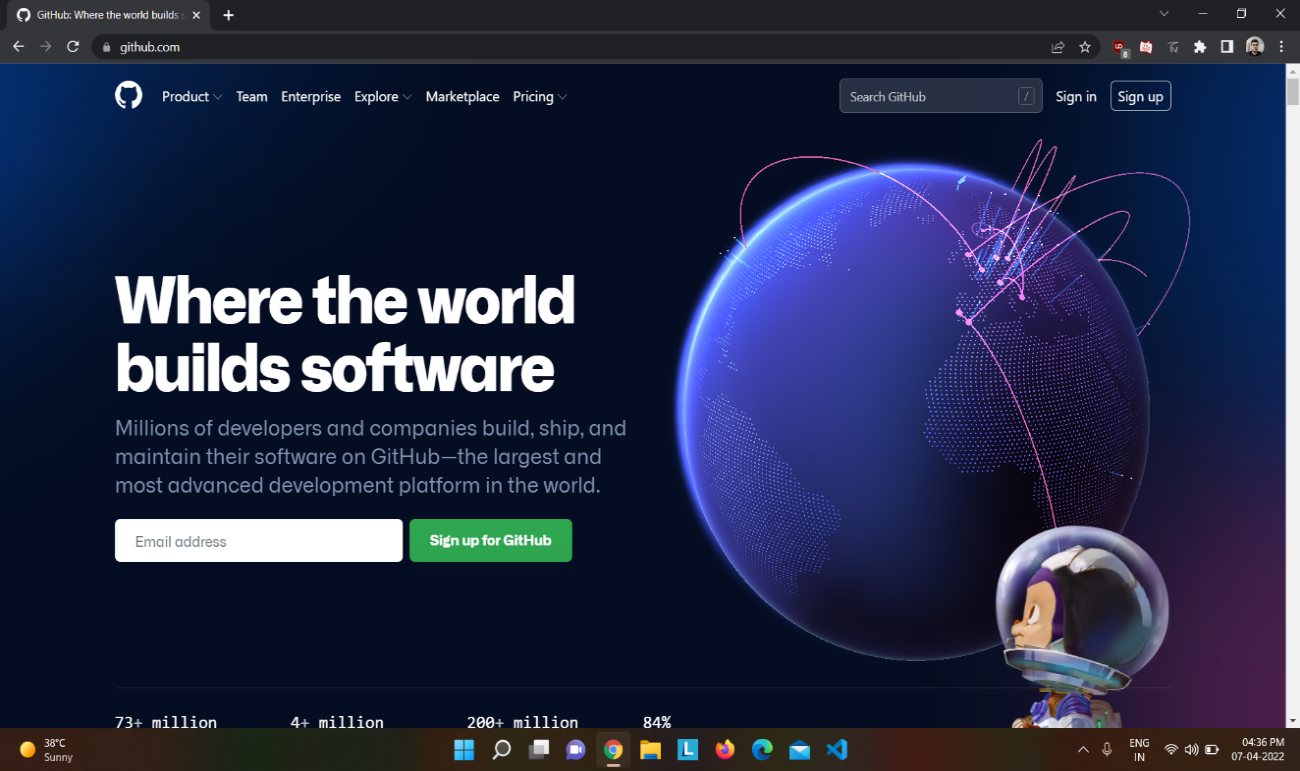 GitHub: Where the world builds s
github.com
8
Product Team Enterprise Explore Marketplace Pricing
Search GitHub /
Sign in
Sign up
Where the world
builds software
Millions of developers and companies build, ship, and
maintain their software on GitHub—the largest and
most advanced development platform in the world.
Email address
Sign up for GitHub
73+ million 4+ million 200+ million 84%
38°C
Sunny
L
ENG
IN
04:36 PM
07-04-2022